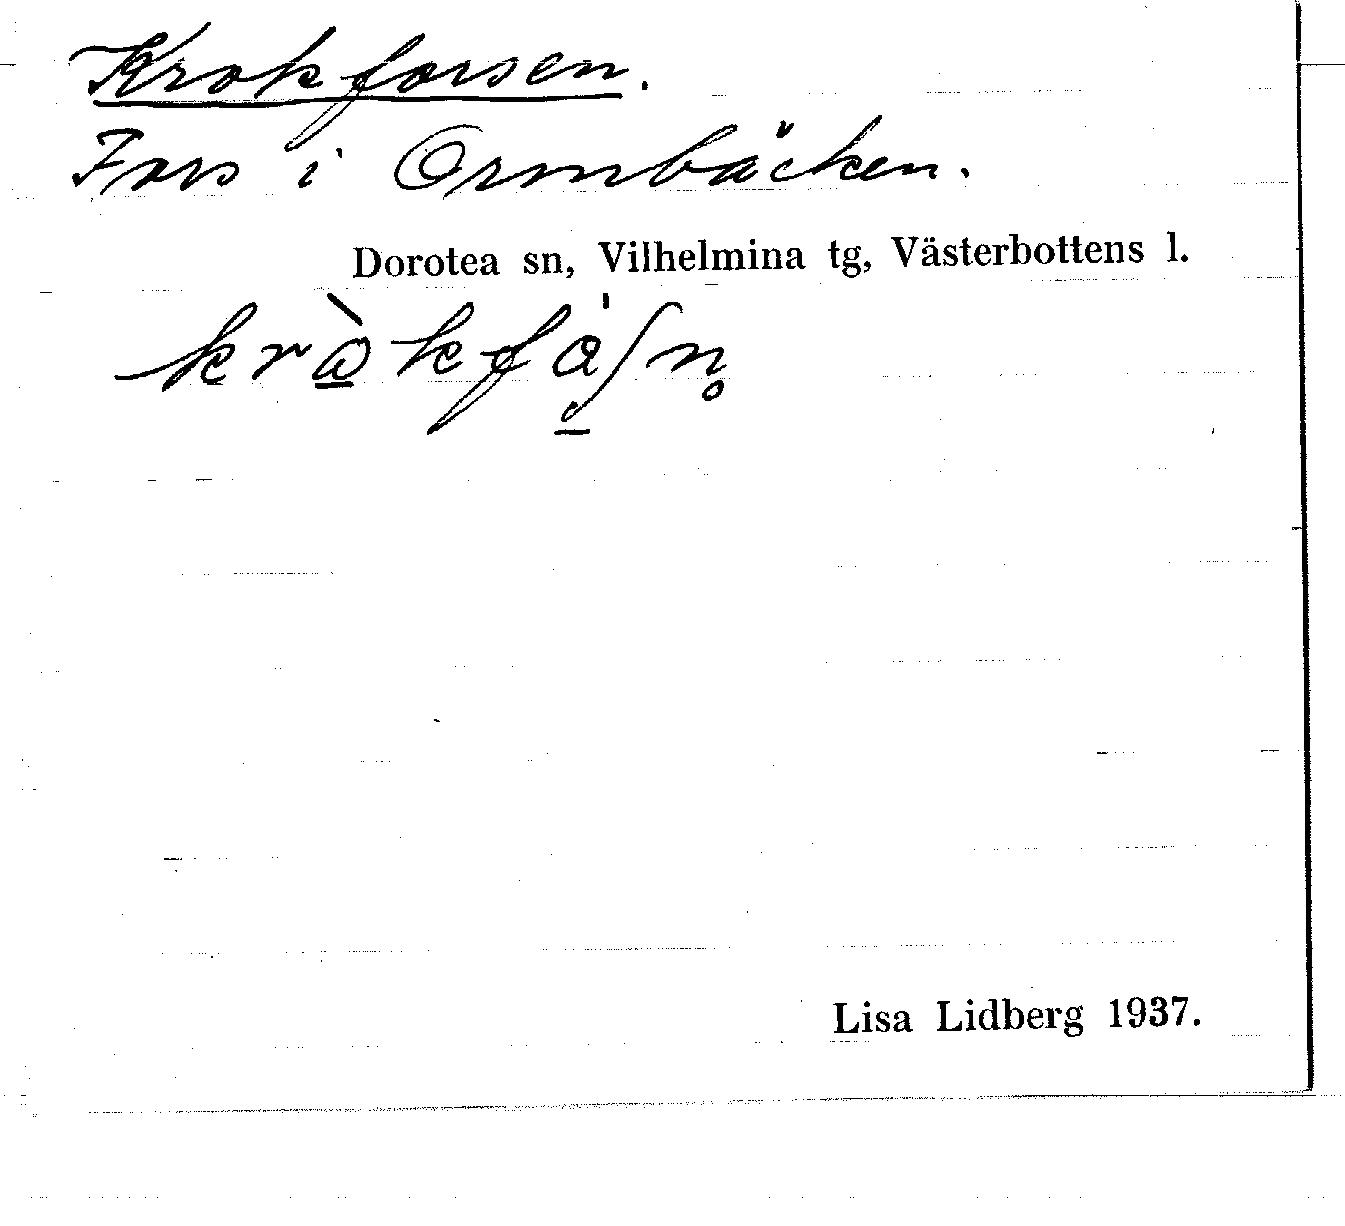 Krokforsen.
Fors i Ormbäcken.
Dorotea sn, Vilhelmina tg, Västerbottens l.
Lisa Lidberg 1937.